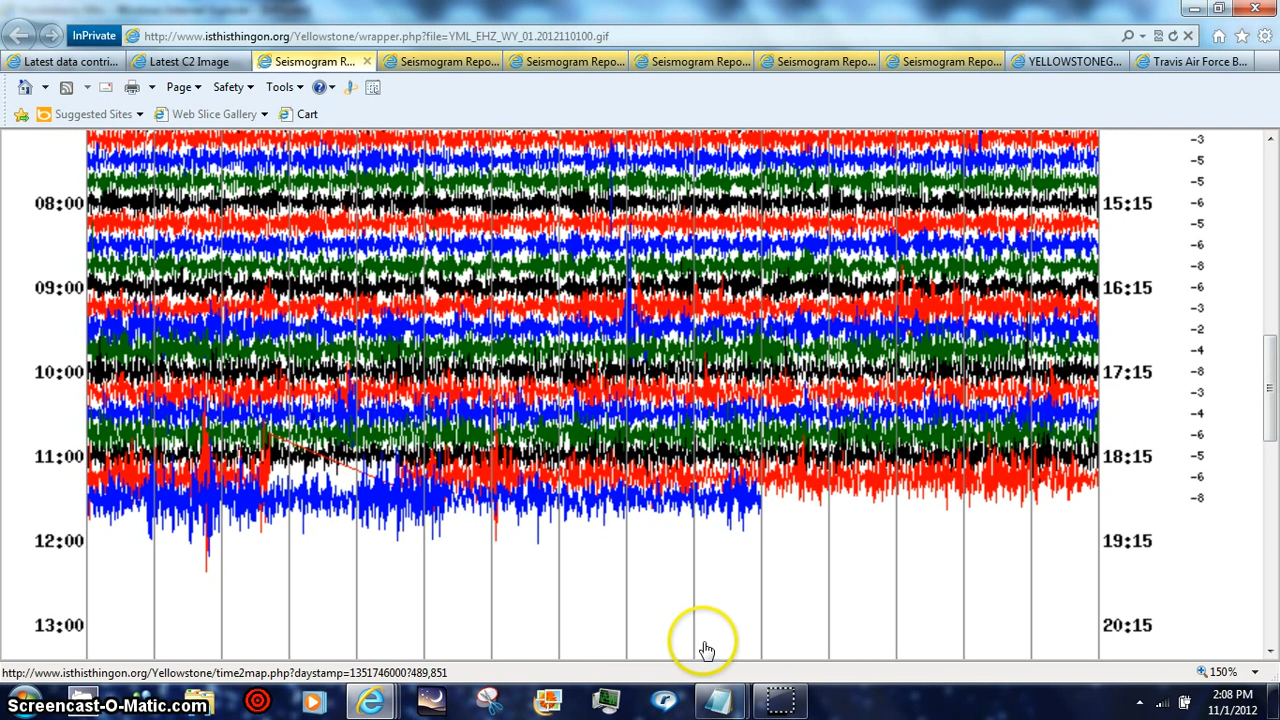 InPrivate http://www.isthisthingon.org/Yellowstone/wrapper.php?file=YML_EHZ_WY_01.2012110100.gif
Latest data contri... Latest C2 Image Seismogram R... Seismogram Repo... Seismogram Repo... Seismogram Repo... Seismogram Repo... Seismogram Repo... YELLOWSTONEG... Travis Air Force B...
Page Safety Tools
Suggested Sites Web Slice Gallery Cart
-3
-5
-5
08:00 15:15 -6
-5
-6
-8
09:00 16:15 -6
-3
-2
-4
10:00 17:15 -8
-3
-4
-6
11:00 18:15 -5
-6
-8
12:00 19:15
13:00 20:15
http://www.isthisthingon.org/Yellowstone/time2map.php?daystamp=1351746000?489,851 150%
2:08 PM
Screencast-O-Matic.com 11/1/2012